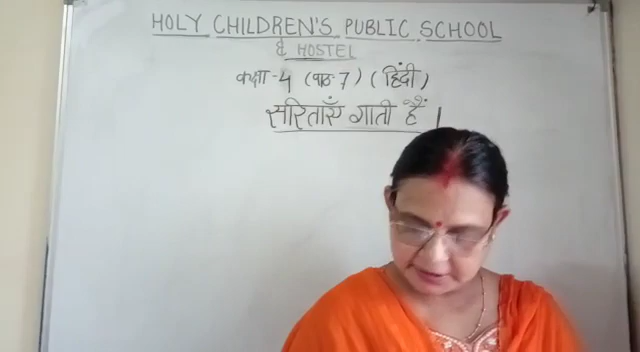 HOLY CHILDREN'S PUBLIC SCHOOL
& HOSTEL
कक्षा-4 (पाठ-7) (हिंदी)
सरिताएँ गाती हैं।